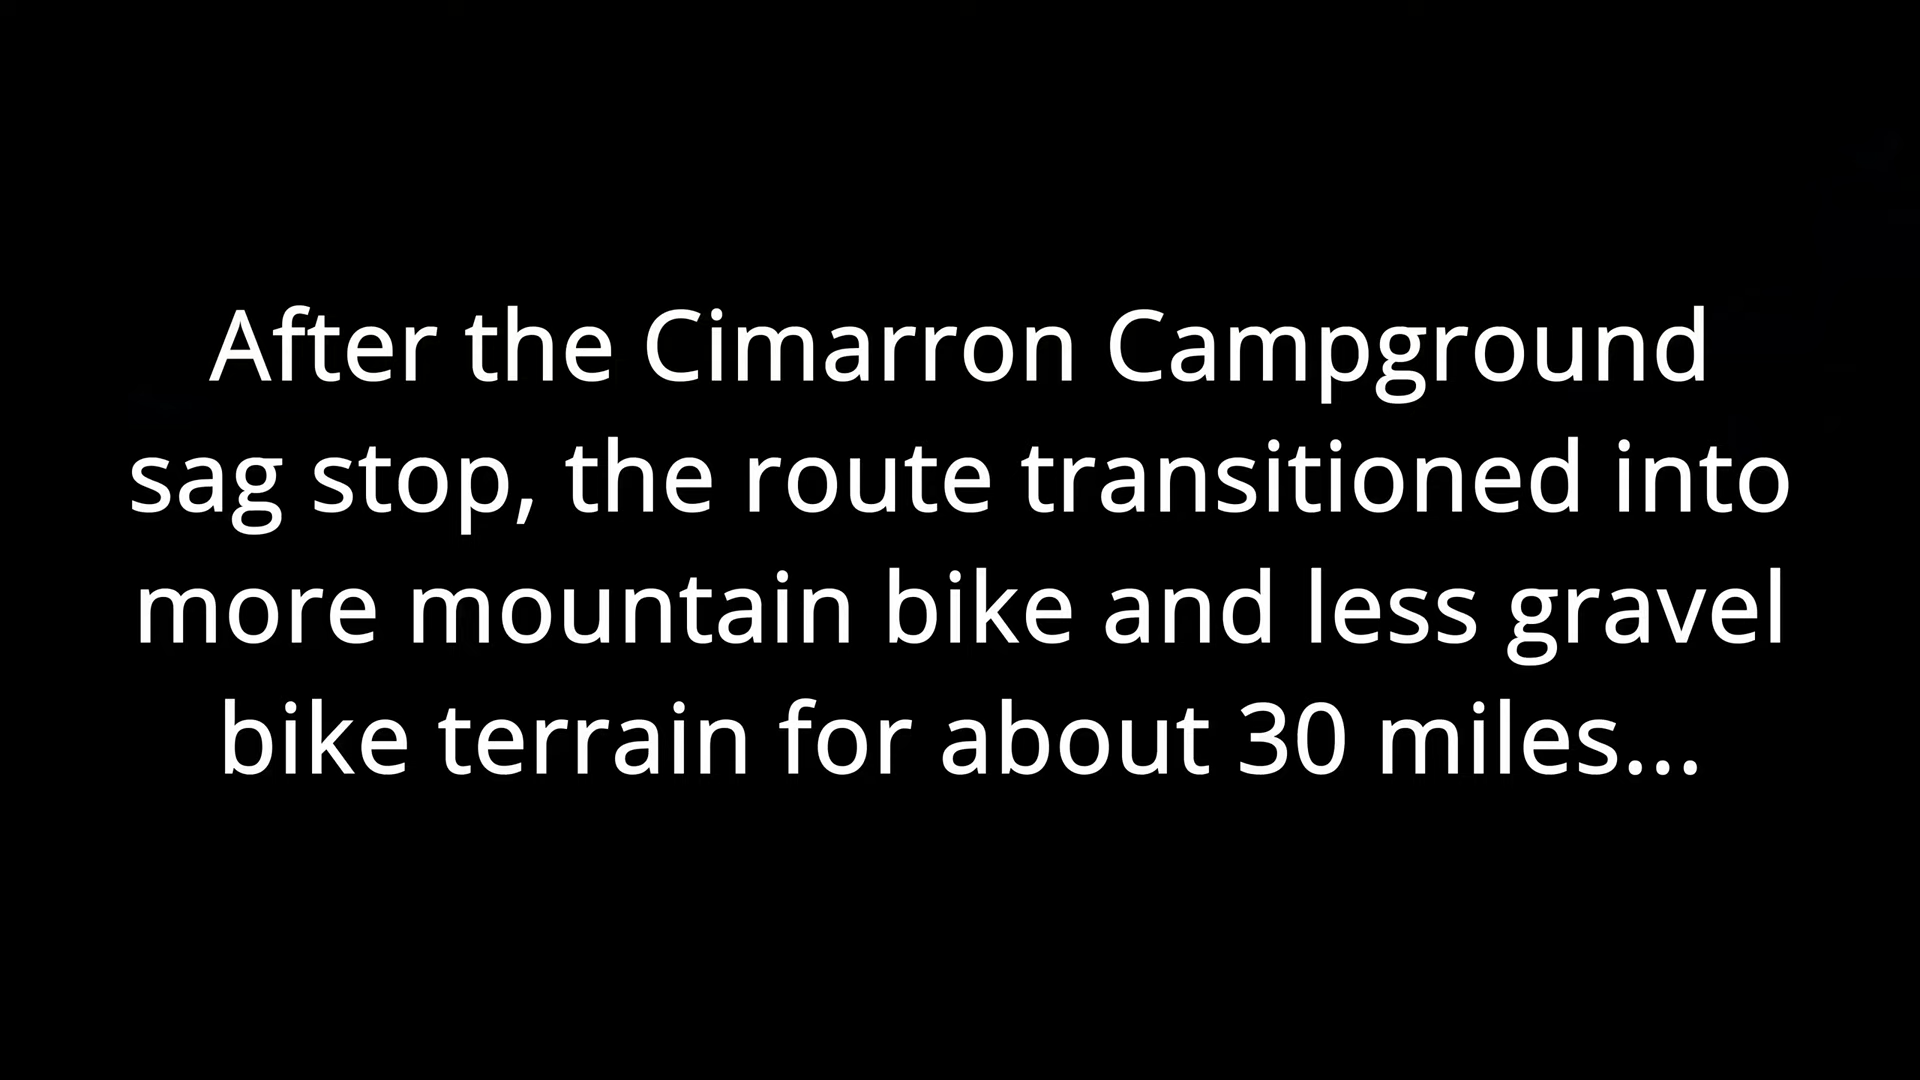 After the Cimarron Campground
sag stop, the route transitioned into
more mountain bike and less gravel
bike terrain for about 30 miles...